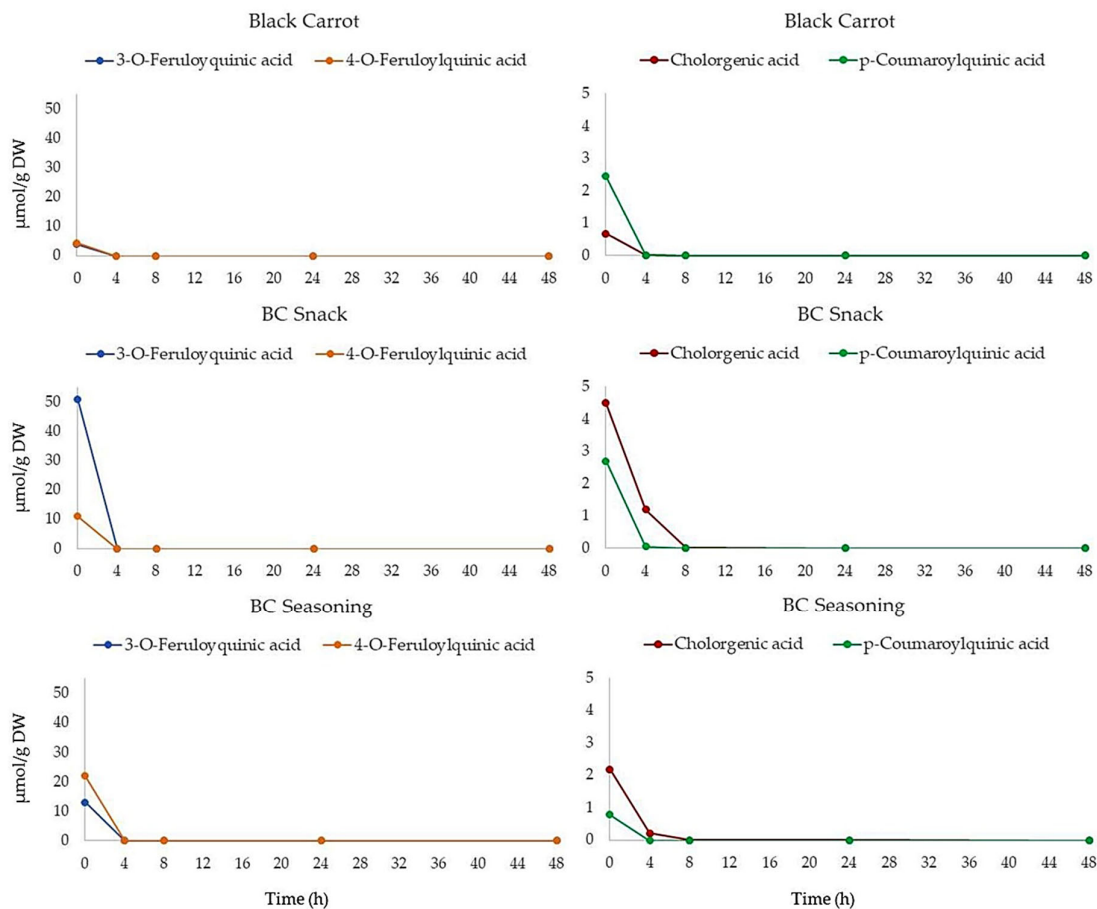 Black Carrot
3-O-Feruloyquinic acid 4-O-Feruloylquinic acid
µmol/g DW
50
40
30
20
10
0
0 4 8 12 16 20 24 28 32 36 40 44 48
Black Carrot
Cholorgenic acid p-Coumaroylquinic acid
5
4
3
2
1
0
0 4 8 12 16 20 24 28 32 36 40 44 48
BC Snack
3-O-Feruloyquinic acid 4-O-Feruloylquinic acid
µmol/g DW
50
40
30
20
10
0
0 4 8 12 16 20 24 28 32 36 40 44 48
BC Snack
Cholorgenic acid p-Coumaroylquinic acid
5
4
3
2
1
0
0 4 8 12 16 20 24 28 32 36 40 44 48
BC Seasoning
3-O-Feruloyquinic acid 4-O-Feruloylquinic acid
µmol/g DW
50
40
30
20
10
0
0 4 8 12 16 20 24 28 32 36 40 44 48
Time (h)
BC Seasoning
Cholorgenic acid p-Coumaroylquinic acid
5
4
3
2
1
0
0 4 8 12 16 20 24 28 32 36 40 44 48
Time (h)